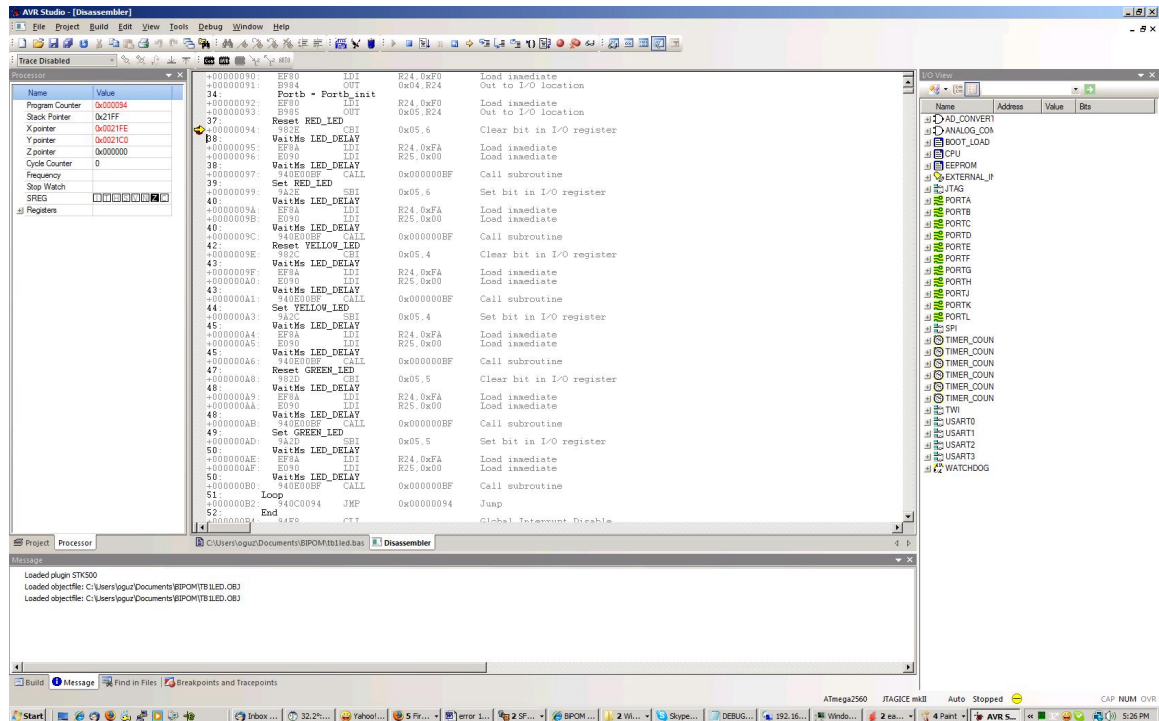 AVR Studio - [Disassembler]
File Project Build Edit View Tools Debug Window Help
Trace Disabled
Processor
Name Value
Program Counter 0x000094
Stack Pointer 0x21FF
X pointer 0x0021FE
Y pointer 0x0021C0
Z pointer 0x000000
Cycle Counter 0
Frequency
Stop Watch
SREG I T H S V N Z C
Registers
Project Processor
+00000090: EF80 LDI R24,0xF0 Load immediate
+00000091: B984 OUT 0x04,R24 Out to I/O location
34: Portb = Portb_init
+00000092: EF80 LDI R24,0xF0 Load immediate
+00000093: B985 OUT 0x05,R24 Out to I/O location
37: Reset RED_LED
+00000094: 982E CBI 0x05,6 Clear bit in I/O register
38: WaitMs LED_DELAY
+00000095: EF8A LDI R24,0xFA Load immediate
+00000096: E090 LDI R25,0x00 Load immediate
38: WaitMs LED_DELAY
+00000097: 940E00BF CALL 0x000000BF Call subroutine
39: Set RED_LED
+00000099: 9A2E SBI 0x05,6 Set bit in I/O register
40: WaitMs LED_DELAY
+0000009A: EF8A LDI R24,0xFA Load immediate
+0000009B: E090 LDI R25,0x00 Load immediate
40: WaitMs LED_DELAY
+0000009C: 940E00BF CALL 0x000000BF Call subroutine
42: Reset YELLOW_LED
+0000009E: 982C CBI 0x05,4 Clear bit in I/O register
43: WaitMs LED_DELAY
+0000009F: EF8A LDI R24,0xFA Load immediate
+000000A0: E090 LDI R25,0x00 Load immediate
43: WaitMs LED_DELAY
+000000A1: 940E00BF CALL 0x000000BF Call subroutine
44: Set YELLOW_LED
+000000A3: 9A2C SBI 0x05,4 Set bit in I/O register
45: WaitMs LED_DELAY
+000000A4: EF8A LDI R24,0xFA Load immediate
+000000A5: E090 LDI R25,0x00 Load immediate
45: WaitMs LED_DELAY
+000000A6: 940E00BF CALL 0x000000BF Call subroutine
47: Reset GREEN_LED
+000000A8: 982D CBI 0x05,5 Clear bit in I/O register
48: WaitMs LED_DELAY
+000000A9: EF8A LDI R24,0xFA Load immediate
+000000AA: E090 LDI R25,0x00 Load immediate
48: WaitMs LED_DELAY
+000000AB: 940E00BF CALL 0x000000BF Call subroutine
49: Set GREEN_LED
+000000AD: 9A2D SBI 0x05,5 Set bit in I/O register
50: WaitMs LED_DELAY
+000000AE: EF8A LDI R24,0xFA Load immediate
+000000AF: E090 LDI R25,0x00 Load immediate
50: WaitMs LED_DELAY
+000000B0: 940E00BF CALL 0x000000BF Call subroutine
51: Loop
+000000B2: 940C0094 JMP 0x00000094 Jump
52: End
+000000B4: 94F8 CLI Global Interrupt Disable
C:\Users\oguz\Documents\BIPOM\tb1led.bas Disassembler
I/O View
Name Address Value Bits
AD_CONVERT
ANALOG_COM
BOOT_LOAD
CPU
EEPROM
EXTERNAL_IN
JTAG
PORTA
PORTB
PORTC
PORTD
PORTE
PORTF
PORTG
PORTH
PORTJ
PORTK
PORTL
SPI
TIMER_COUN
TIMER_COUN
TIMER_COUN
TIMER_COUN
TIMER_COUN
TIMER_COUN
TWI
USART0
USART1
USART2
USART3
WATCHDOG
Message
Loaded plugin STK500
Loaded objectfile: C:\Users\oguz\Documents\BIPOM\TB1LED.OBJ
Loaded objectfile: C:\Users\oguz\Documents\BIPOM\TB1LED.OBJ
Build Message Find in Files Breakpoints and Tracepoints
ATmega2560 JTAGICE mkII Auto Stopped CAP NUM OVR
Start Inbox ... 32.2°:... Yahoo!... 5 Fir... error 1... 2 SF... BIPOM ... 2 Wi... Skype... DEBUG... 192.16... Windo... 2 ea... 4 Paint AVR S... 5:26 PM